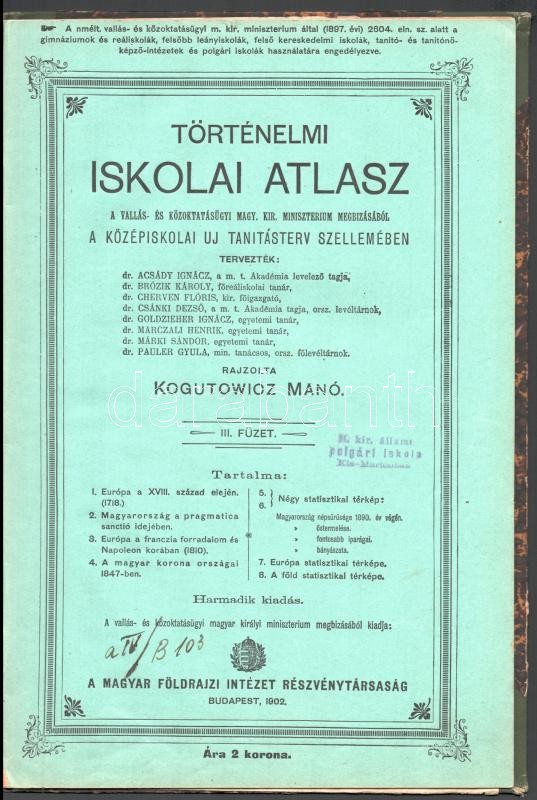 A nmélt. vallás- és közoktatásügyi m. kir. miniszterium által (1897. évi) 2604. eln. sz. alatt a
gimnáziumok és reáliskolák, felsőbb leányiskolák, felső kereskedelmi iskolák, tanító- és tanítónő-
képző-intézetek és polgári iskolák használatára engedélyezve.
TÖRTÉNELMI
ISKOLAI ATLASZ
A VALLÁS- ÉS KÖZOKTATÁSÜGYI MAGY. KIR. MINISZTERIUM MEGBIZÁSÁBÓL
A KÖZÉPISKOLAI UJ TANITÁSTERV SZELLEMÉBEN
TERVEZTÉK:
dr. ACSÁDY IGNÁCZ, a m. t. Akadémia levelező tagja,
dr. BRÓZIK KÁROLY, főreáliskolai tanár,
dr. CHERVEN FLÓRIS, kir. főigazgató,
dr. CSÁNKI DEZSŐ, a m. t. Akadémia tagja, orsz. levéltárnok,
dr. GOLDZIEHER IGNÁCZ, egyetemi tanár,
dr. MARCZALI HENRIK, egyetemi tanár,
dr. MÁRKI SÁNDOR, egyetemi tanár,
dr. PAULER GYULA, min. tanácsos, orsz. főlevéltárnok.
RAJZOLTA
KOGUTOWICZ MANÓ.
darabanth
III. FÜZET.
M. kir. állami
polgári iskola
Tartalma:
1. Európa a XVIII. század elején.
(1718.)
2. Magyarország a pragmatica
sanctió idejében.
3. Európa a franczia forradalom és
Napoleon korában (1810).
4. A magyar korona országai
1847-ben.
5. } Négy statisztikai térkép:
6. }
Magyarország népsűrűsége 1890. év végén.
» őstermelése.
» fontosabb iparágai.
» bányászata.
7. Európa statisztikai térképe.
8. A föld statisztikai térképe.
Harmadik kiadás.
A vallás- és közoktatásügyi magyar királyi miniszterium megbizásából kiadja:
a IV/B 103
A MAGYAR FÖLDRAJZI INTÉZET RÉSZVÉNYTÁRSASÁG
BUDAPEST, 1902.
Ára 2 korona.